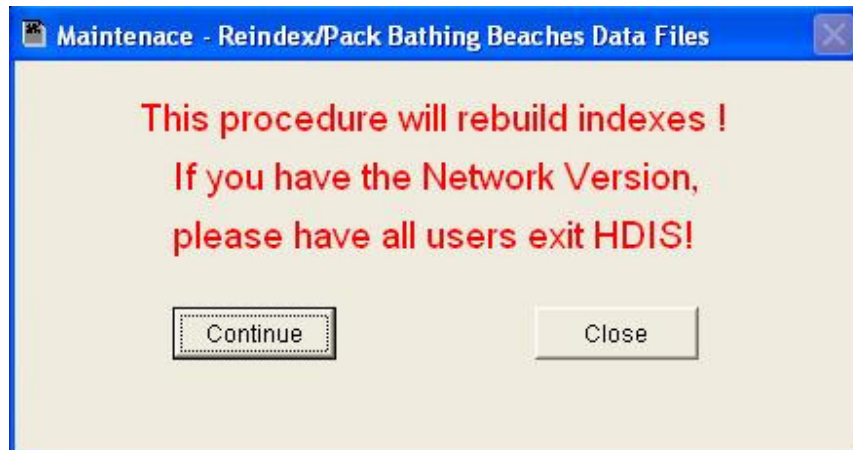 Maintenace - Reindex/Pack Bathing Beaches Data Files
This procedure will rebuild indexes !
If you have the Network Version,
please have all users exit HDIS!
Continue
Close